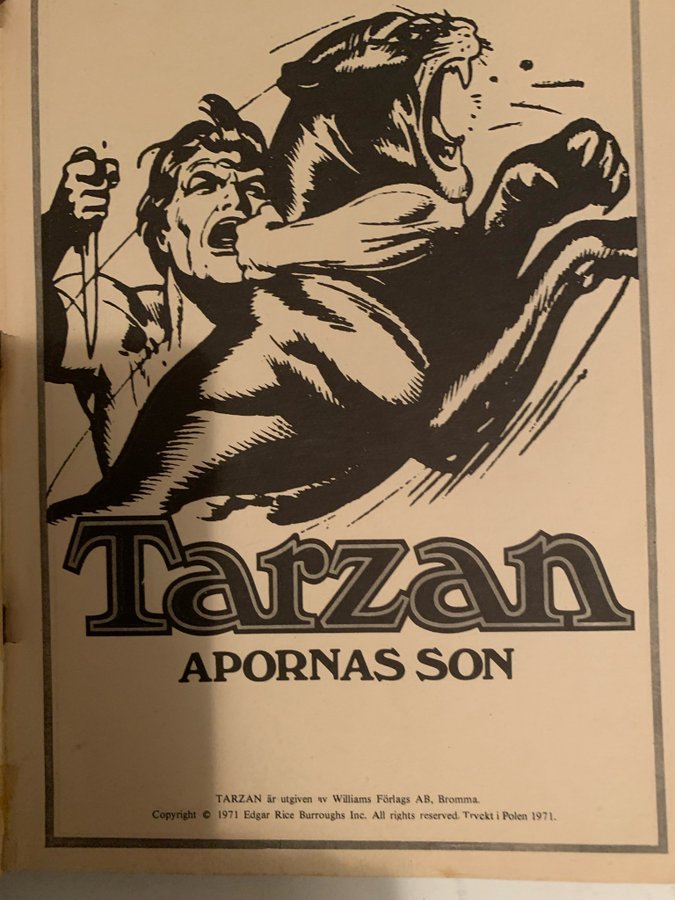 Tarzan
APORNAS SON
TARZAN är utgiven av Williams Förlags AB, Bromma.
Copyright © 1971 Edgar Rice Burroughs Inc. All rights reserved. Tryckt i Polen 1971.